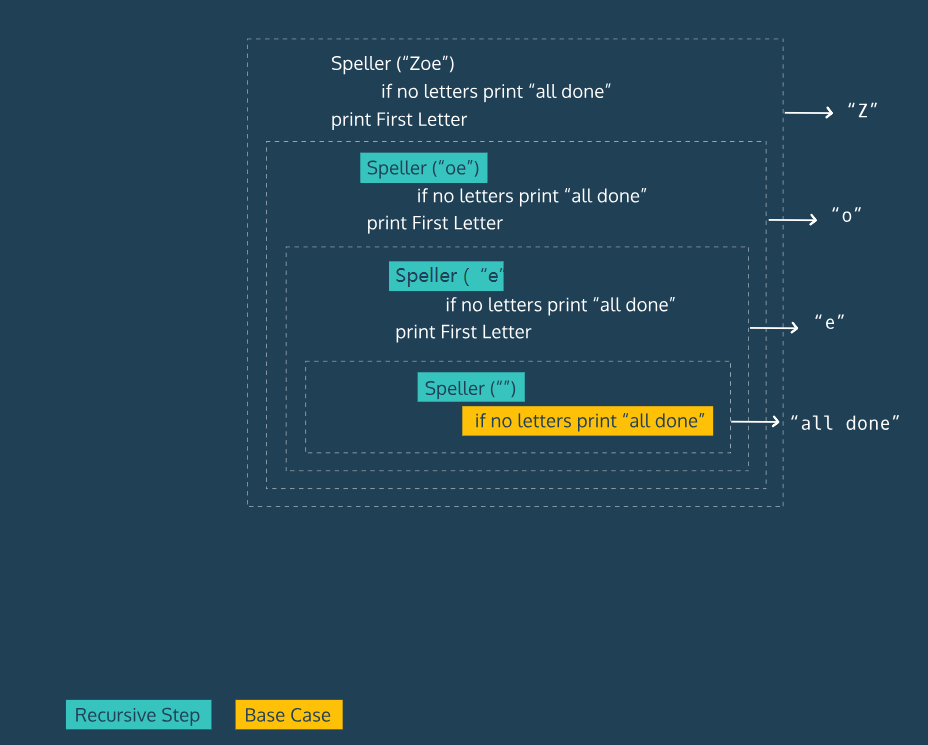 Speller (“Zoe”)
if no letters print “all done”
print First Letter
“Z”
Speller (“oe”)
if no letters print “all done”
print First Letter
“o”
Speller ( “e”
if no letters print “all done”
print First Letter
“e”
Speller (“”)
if no letters print “all done”
“all done”
Recursive Step
Base Case